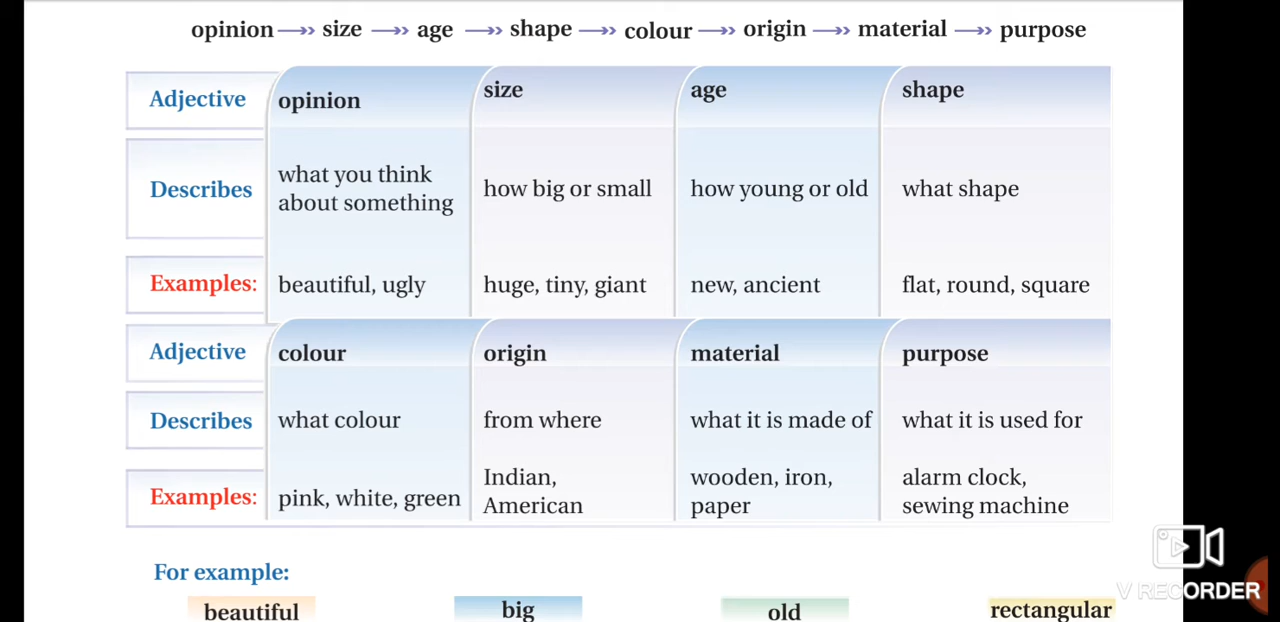 opinion size age shape colour origin material purpose
Adjective opinion size age shape
Describes what you think about something how big or small how young or old what shape
Examples: beautiful, ugly huge, tiny, giant new, ancient flat, round, square
Adjective colour origin material purpose
Describes what colour from where what it is made of what it is used for
Examples: pink, white, green Indian, American wooden, iron, paper alarm clock, sewing machine
For example:
beautiful big old rectangular
V RECORDER